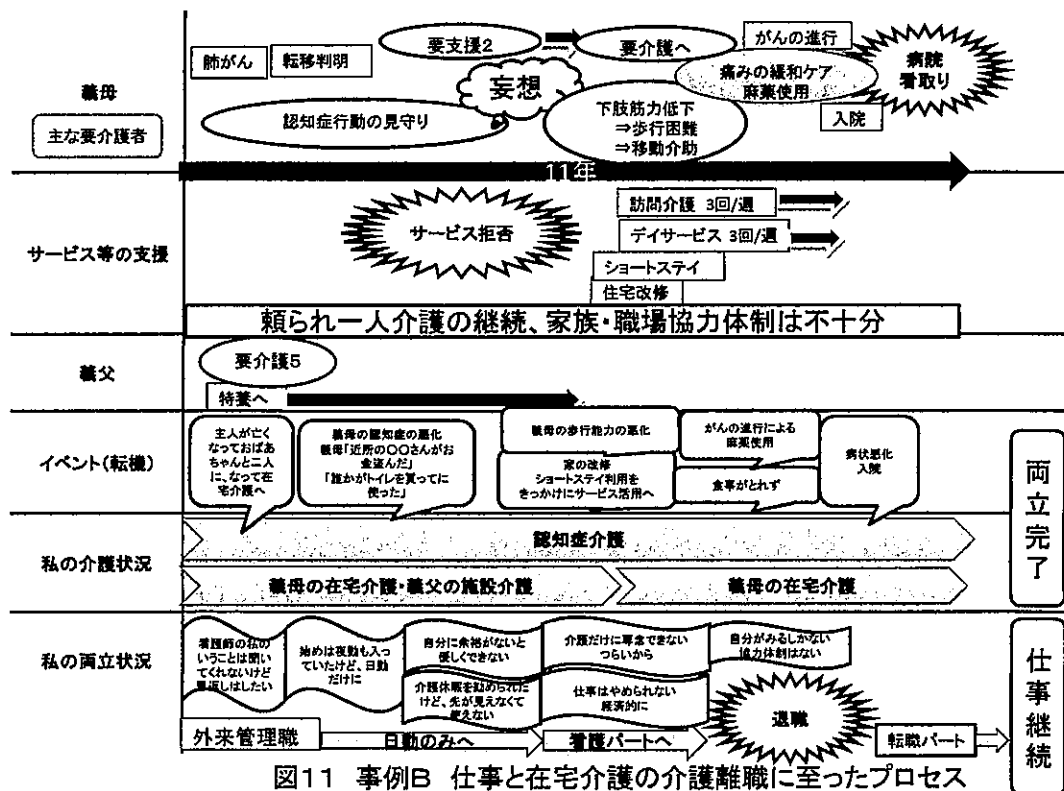 義母
主な要介護者
肺がん
転移判明
要支援2
要介護へ
がんの進行
病院
看取り
妄想
痛みの緩和ケア
麻薬使用
認知症行動の見守り
下肢筋力低下
⇒歩行困難
⇒移動介助
入院
11年
サービス等の支援
サービス拒否
訪問介護 3回/週
デイサービス 3回/週
ショートステイ
住宅改修
頼られ一人介護の継続、家族・職場協力体制は不十分
義父
要介護5
特養へ
イベント(転機)
主人が亡く
なっておばあ
ちゃんと二人
に、なって在
宅介護へ
義母の認知症の悪化
義母「近所の〇〇さんがお
金盗んだ」
「誰かがトイレを買ってに
使った」
義母の歩行能力の悪化
家の改修
ショートステイ利用を
きっかけにサービス活用へ
がんの進行による
麻薬使用
食事がとれず
病状悪化
入院
両立完了
私の介護状況
認知症介護
義母の在宅介護・義父の施設介護
義母の在宅介護
私の両立状況
看護師の私の
いうことは聞い
てくれないけど
しはしたい
始めは夜勤も入っ
ていたけど、日勤
だけに
自分に余裕がないと
優しくできない
介護休暇を勧められた
けど、先が見えなくて
使えない
介護だけに専念できない
つらいから
仕事はやめられない
経済的に
自分がみるしかない
協力体制はない
退職
仕事継続
外来管理職
日勤のみへ
看護パートへ
転職パート
図11 事例B 仕事と在宅介護の介護離職に至ったプロセス